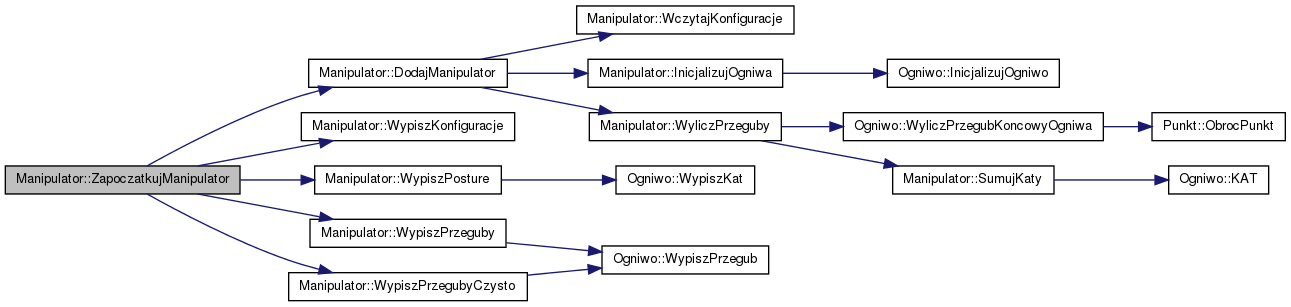 Manipulator::WczytajKonfiguracje
Manipulator::DodajManipulator
Manipulator::InicjalizujOgniwa
Ogniwo::InicjalizujOgniwo
Manipulator::WypiszKonfiguracje
Manipulator::WyliczPrzeguby
Ogniwo::WyliczPrzegubKoncowyOgniwa
Punkt::ObrocPunkt
Manipulator::ZapoczatkujManipulator
Manipulator::WypiszPosture
Ogniwo::WypiszKat
Manipulator::SumujKaty
Ogniwo::KAT
Manipulator::WypiszPrzeguby
Ogniwo::WypiszPrzegub
Manipulator::WypiszPrzegubyCzysto